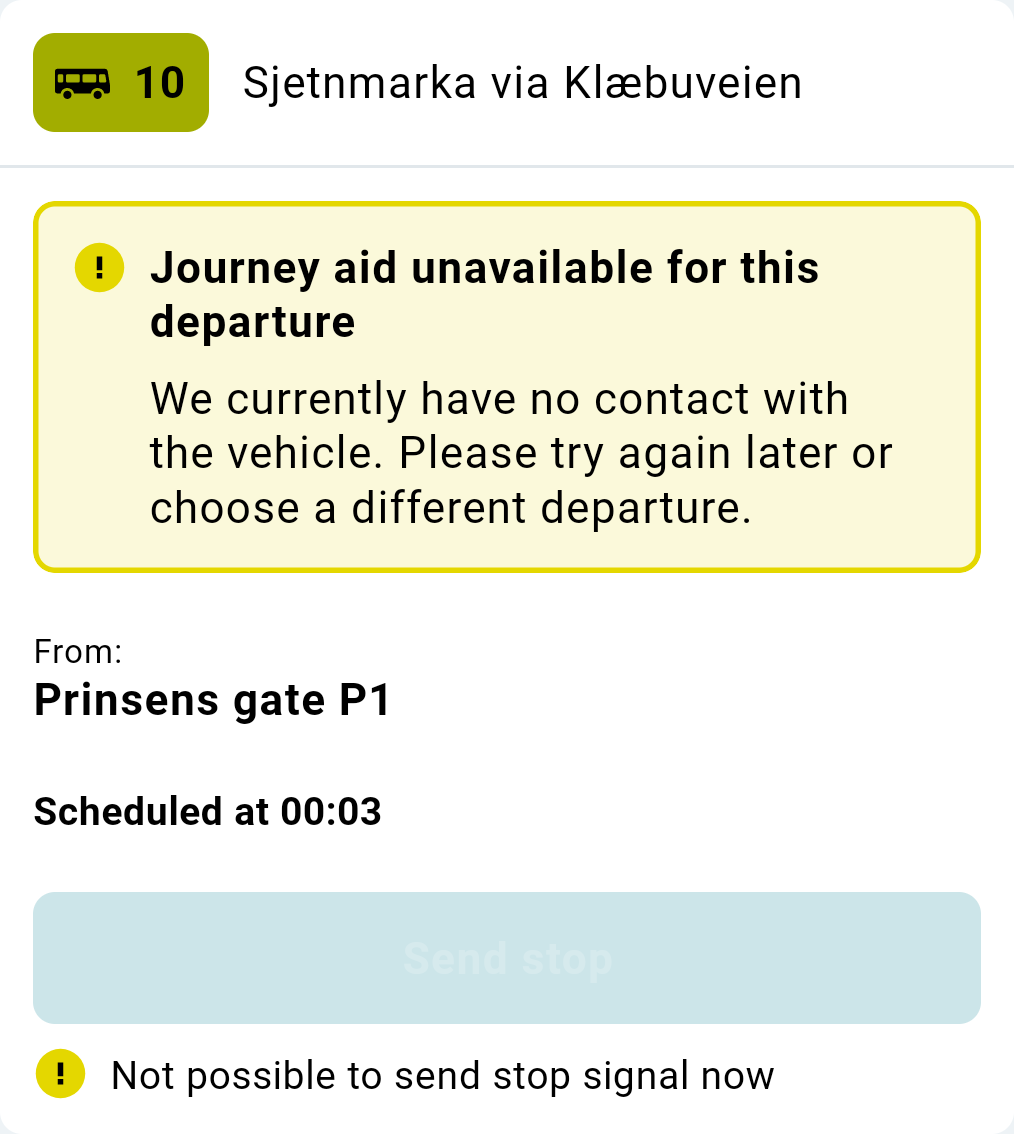 10 Sjetnmarka via Klæbuveien
Journey aid unavailable for this
departure
We currently have no contact with
the vehicle. Please try again later or
choose a different departure.
From:
Prinsens gate P1
Scheduled at 00:03
Send stop
Not possible to send stop signal now